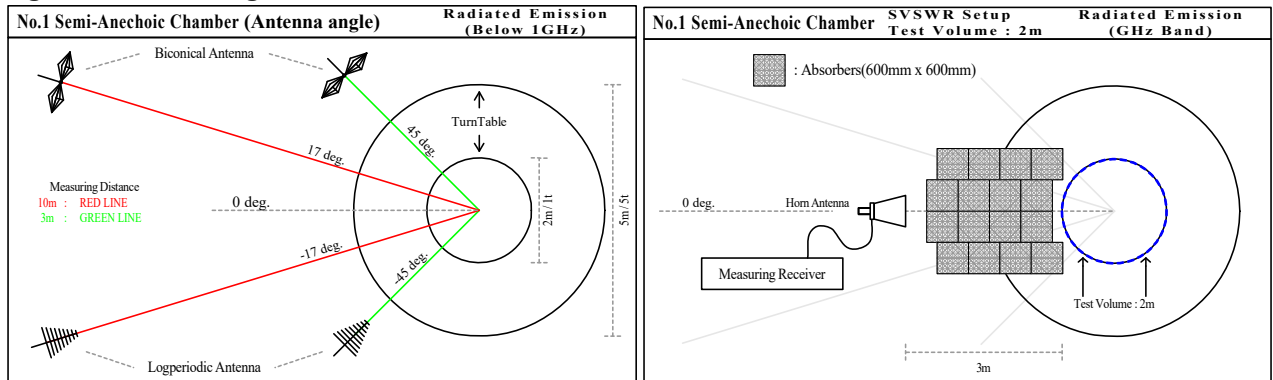 No.1 Semi-Anechoic Chamber (Antenna angle)
Radiated Emission
(Below 1GHz)
Biconical Antenna
TurnTable
45 deg.
17 deg.
Measuring Distance
10m : RED LINE
3m : GREEN LINE
0 deg.
2m / 1t
5m / 5t
-17 deg.
-45 deg.
Logperiodic Antenna
No.1 Semi-Anechoic Chamber
SVSWR Setup
Test Volume : 2m
Radiated Emission
(GHz Band)
: Absorbers(600mm x 600mm)
0 deg.
Horn Antenna
Measuring Receiver
Test Volume : 2m
3m